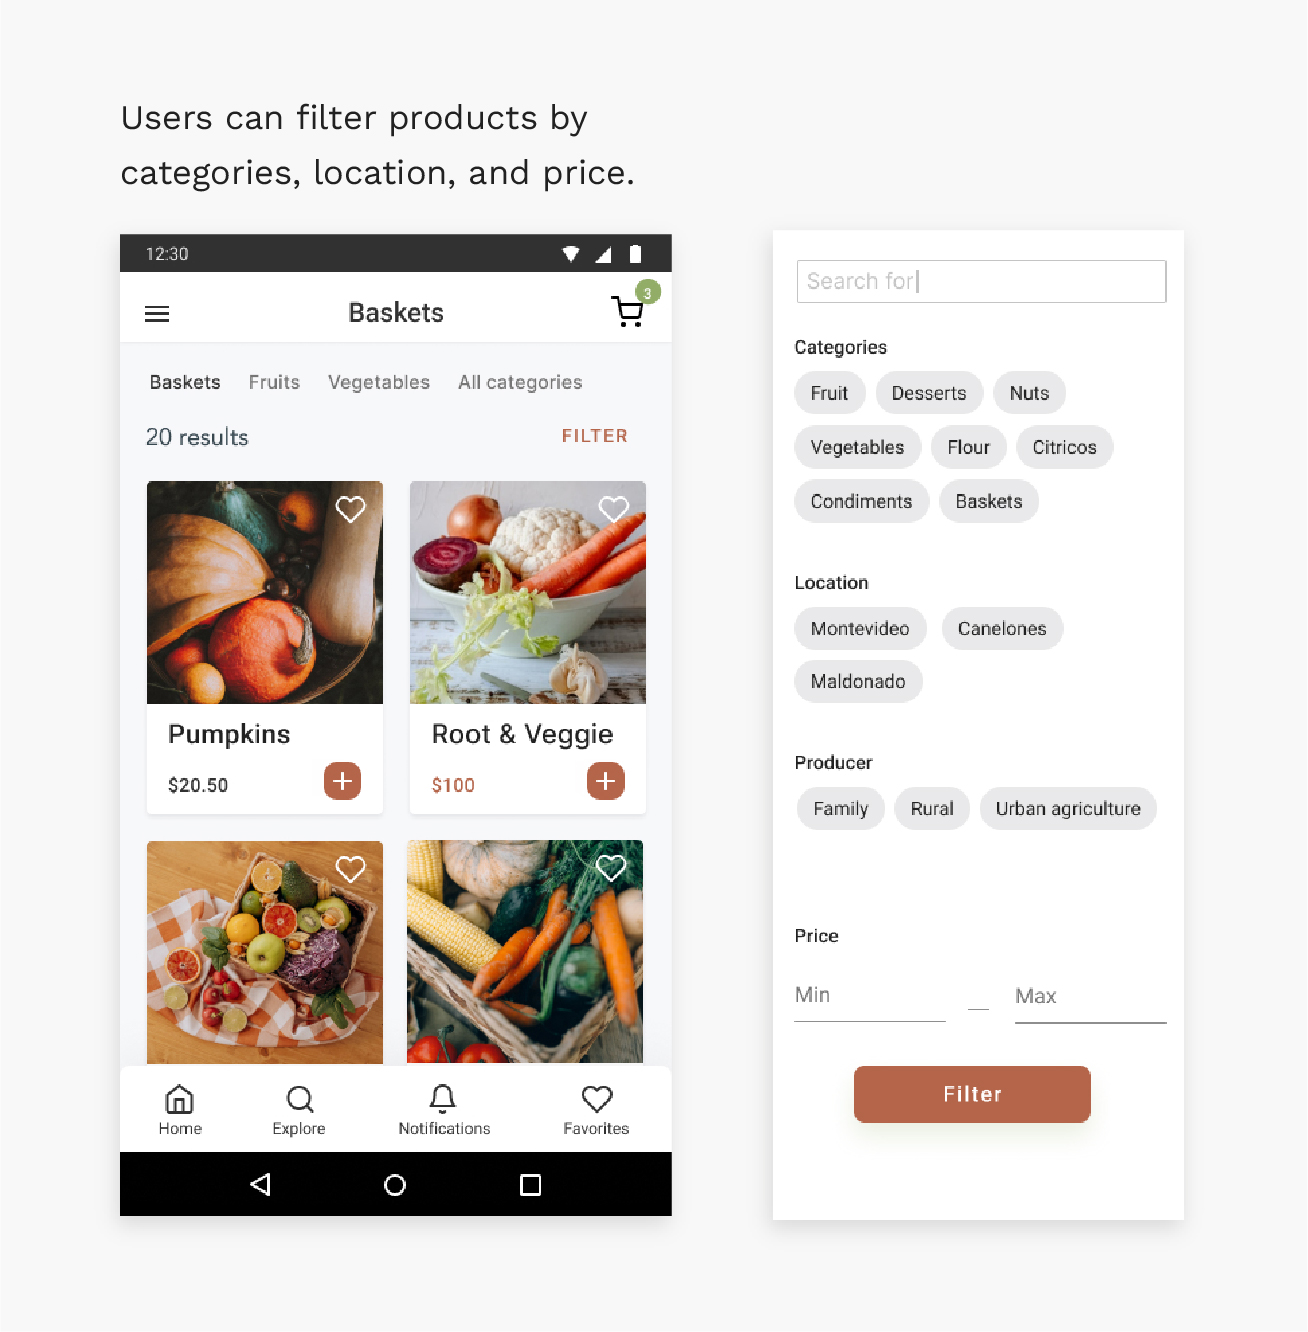 Users can filter products by
categories, location, and price.
12:30
Baskets
3
Baskets Fruits Vegetables All categories
20 results FILTER
Pumpkins
$20.50
Root & Veggie
$100
Home Explore Notifications Favorites
Search for
Categories
Fruit Desserts Nuts
Vegetables Flour Citricos
Condiments Baskets
Location
Montevideo Canelones
Maldonado
Producer
Family Rural Urban agriculture
Price
Min — Max
Filter